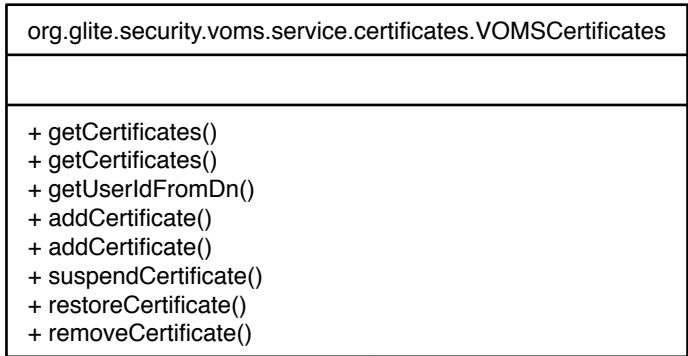 org.glite.security.voms.service.certificates.VOMSCertificates
+ getCertificates()
+ getCertificates()
+ getUserIdFromDn()
+ addCertificate()
+ addCertificate()
+ suspendCertificate()
+ restoreCertificate()
+ removeCertificate()